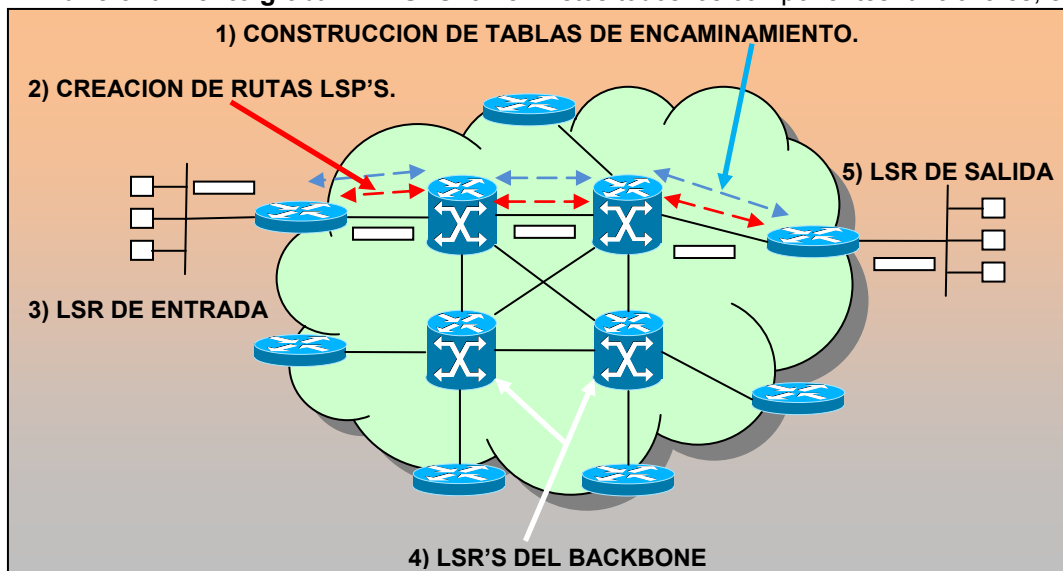 1) CONSTRUCCION DE TABLAS DE ENCAMINAMIENTO.
2) CREACION DE RUTAS LSP'S.
5) LSR DE SALIDA
3) LSR DE ENTRADA
4) LSR'S DEL BACKBONE